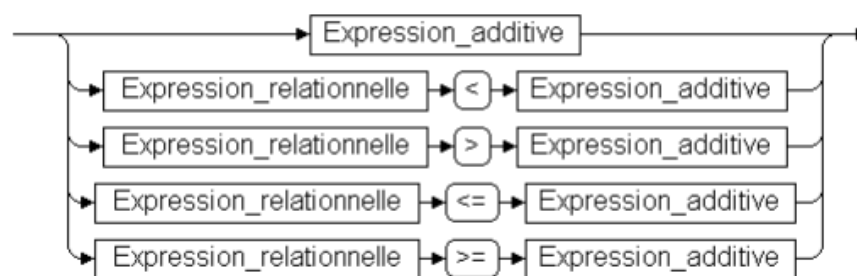 Expression_additive
Expression_relationnelle < Expression_additive
Expression_relationnelle > Expression_additive
Expression_relationnelle <= Expression_additive
Expression_relationnelle >= Expression_additive